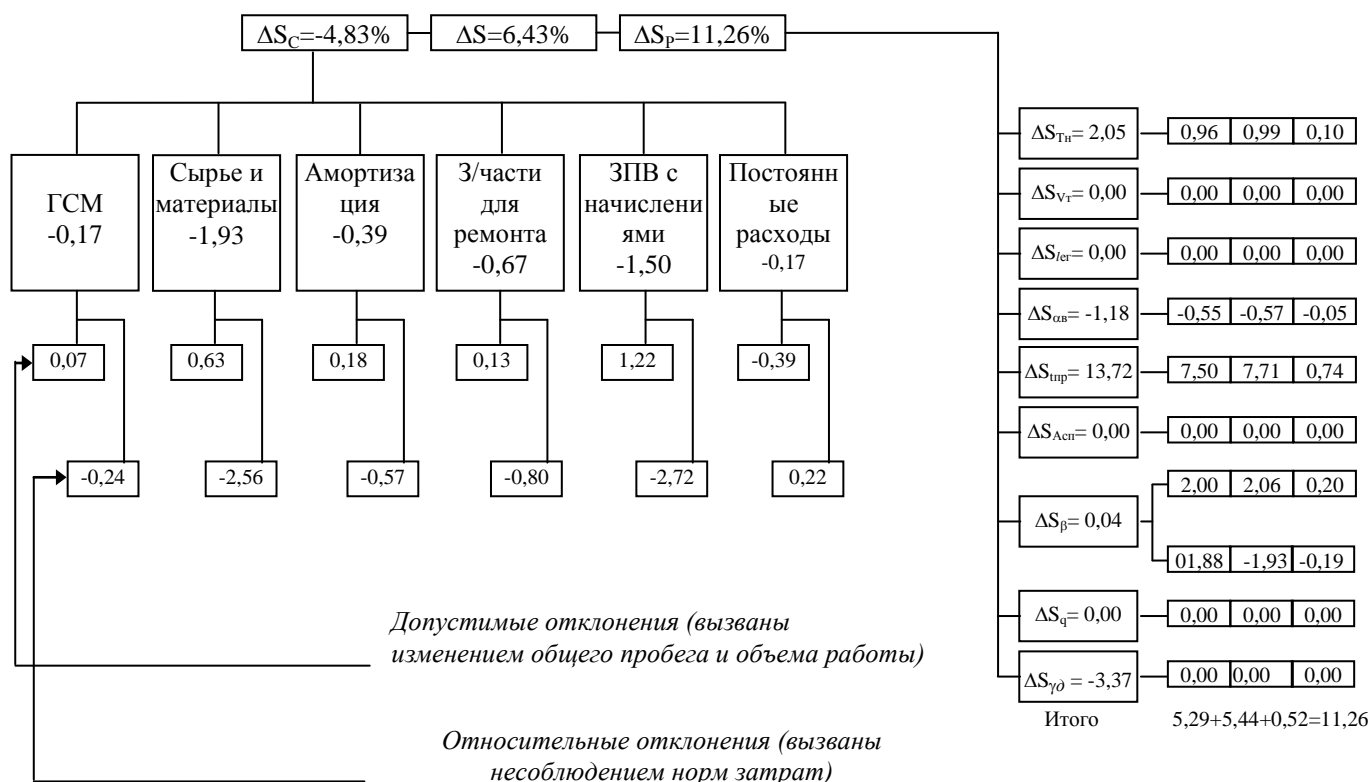 ΔS_C=-4,83% ΔS=6,43% ΔS_P=11,26%
ГСМ
-0,17
Сырье и
материалы
-1,93
Амортиза
ция
-0,39
З/части
для
ремонта
-0,67
ЗПВ с
начислени
ями
-1,50
Постоянн
ые
расходы
-0,17
0,07 0,63 0,18 0,13 1,22 -0,39
-0,24 -2,56 -0,57 -0,80 -2,72 0,22
Допустимые отклонения (вызваны
изменением общего пробега и объема работы)
Относительные отклонения (вызваны
несоблюдением норм затрат)
ΔS_Тн= 2,05 0,96 0,99 0,10
ΔS_Vт= 0,00 0,00 0,00 0,00
ΔS_lег= 0,00 0,00 0,00 0,00
ΔS_αв= -1,18 -0,55 -0,57 -0,05
ΔS_tпр= 13,72 7,50 7,71 0,74
ΔS_Асп= 0,00 0,00 0,00 0,00
ΔS_β= 0,04
2,00 2,06 0,20
01,88 -1,93 -0,19
ΔS_q= 0,00 0,00 0,00 0,00
ΔS_γд = -3,37 0,00 0,00 0,00
Итого 5,29+5,44+0,52=11,26